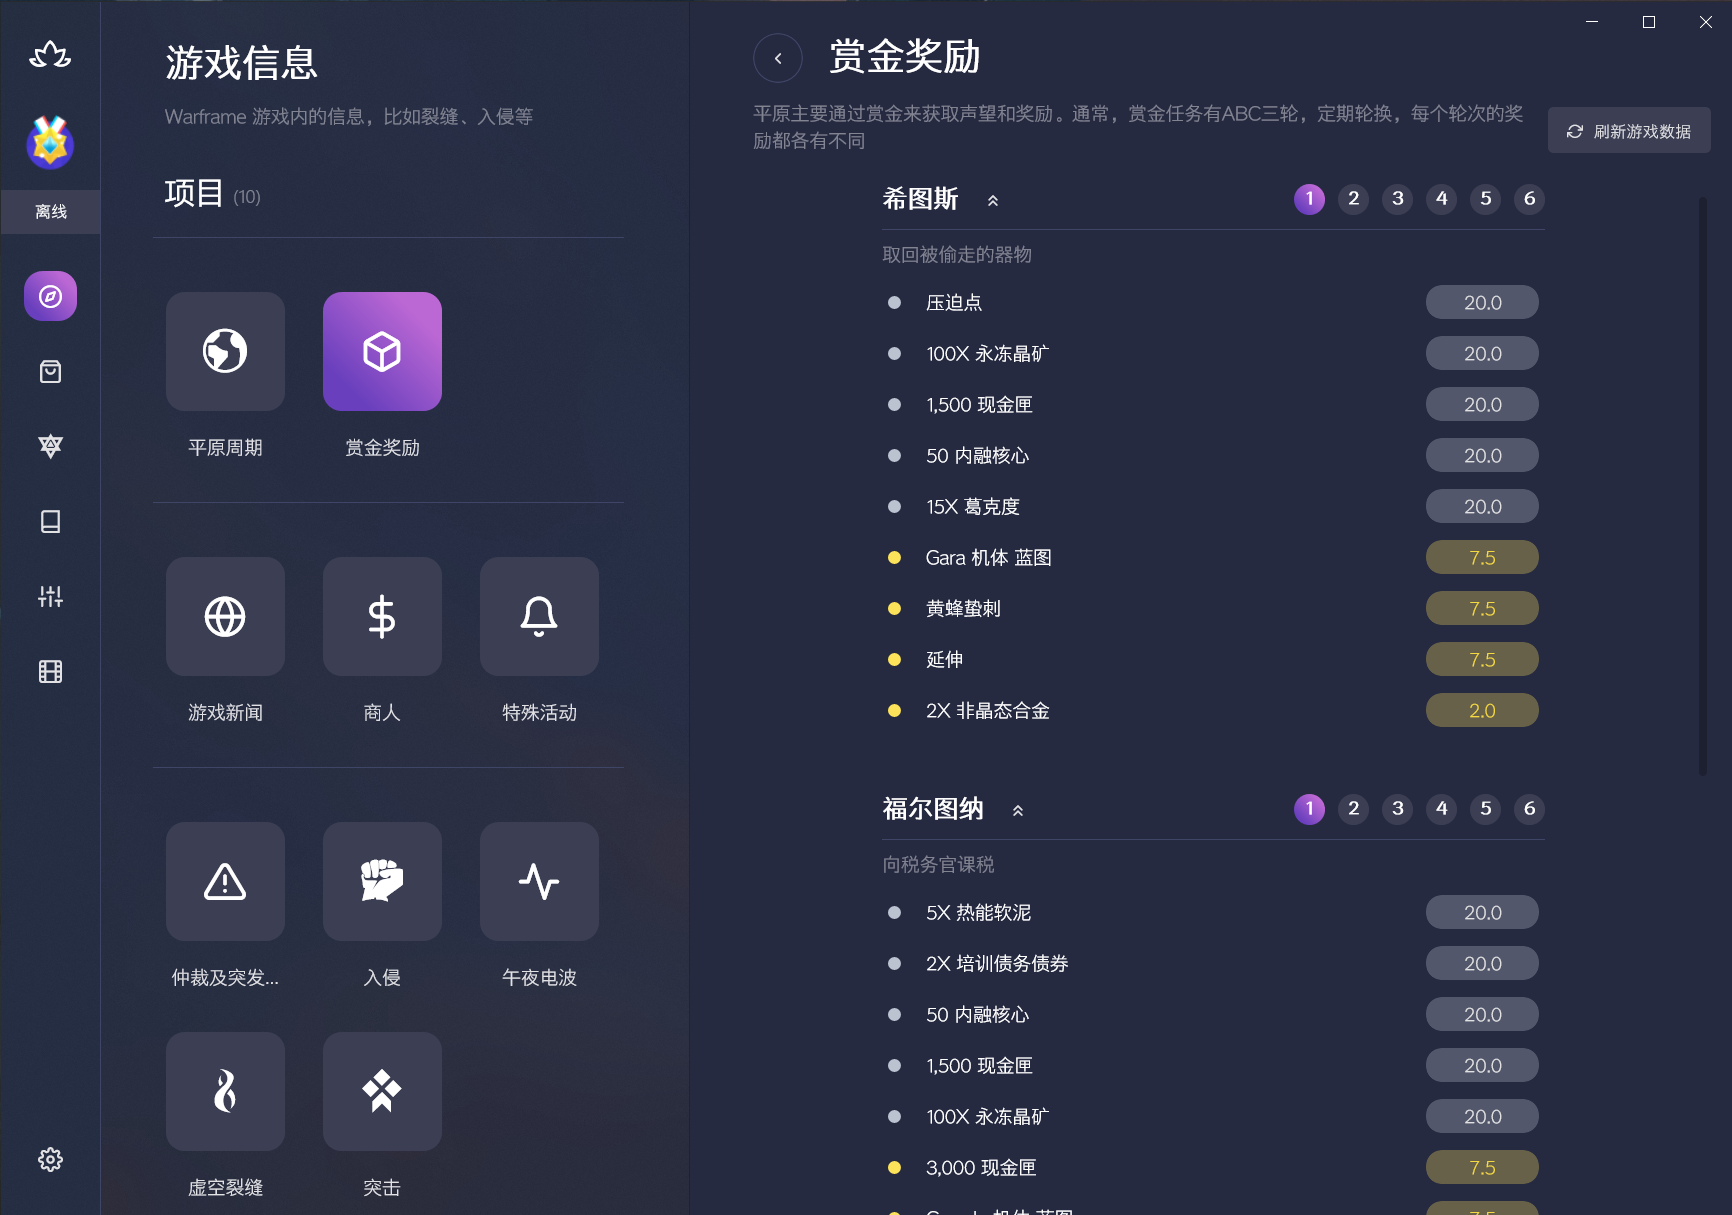 离线
游戏信息
Warframe 游戏内的信息，比如裂缝、入侵等
项目 (10)
平原周期
赏金奖励
游戏新闻
商人
特殊活动
仲裁及突发...
入侵
午夜电波
虚空裂缝
突击
赏金奖励
平原主要通过赏金来获取声望和奖励。通常，赏金任务有ABC三轮，定期轮换，每个轮次的奖
励都各有不同
刷新游戏数据
希图斯 1 2 3 4 5 6
取回被偷走的器物
压迫点 20.0
100X 永冻晶矿 20.0
1,500 现金匣 20.0
50 内融核心 20.0
15X 葛克度 20.0
Gara 机体 蓝图 7.5
黄蜂蛰刺 7.5
延伸 7.5
2X 非晶态合金 2.0
福尔图纳 1 2 3 4 5 6
向税务官课税
5X 热能软泥 20.0
2X 培训债务债券 20.0
50 内融核心 20.0
1,500 现金匣 20.0
100X 永冻晶矿 20.0
3,000 现金匣 7.5
机体 蓝图 7.5